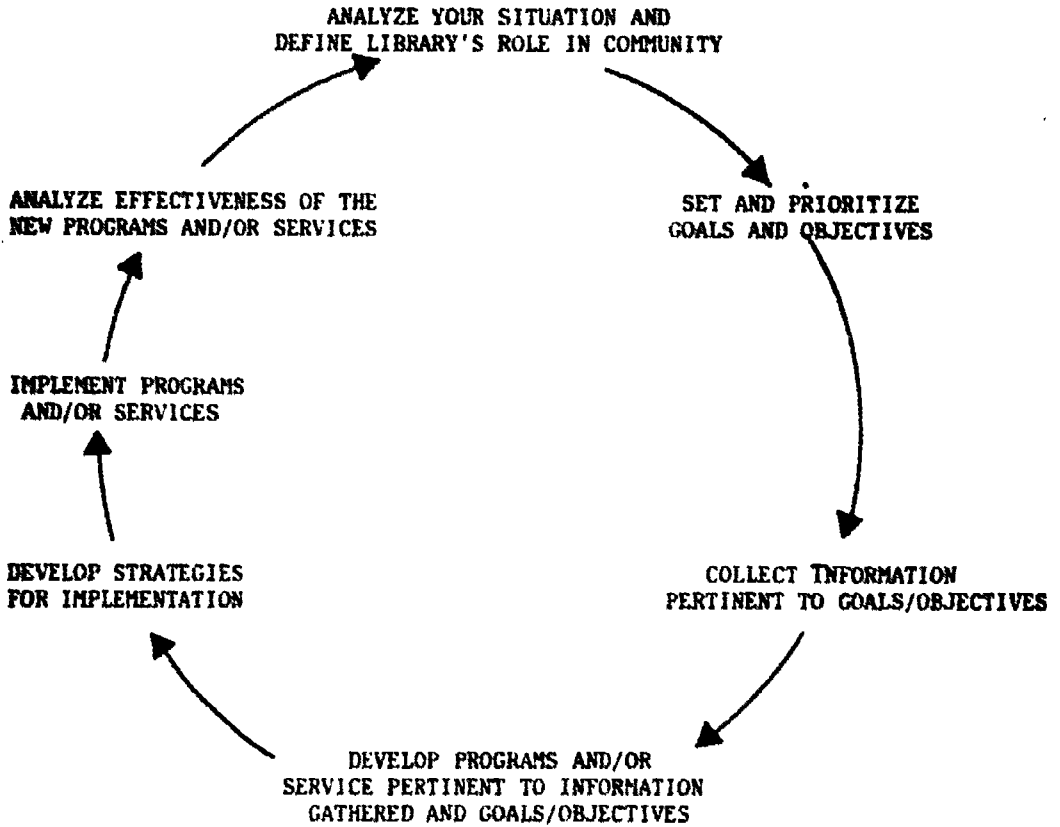 ANALYZE YOUR SITUATION AND
DEFINE LIBRARY'S ROLE IN COMMUNITY
SET AND PRIORITIZE
GOALS AND OBJECTIVES
COLLECT INFORMATION
PERTINENT TO GOALS/OBJECTIVES
DEVELOP PROGRAMS AND/OR
SERVICE PERTINENT TO INFORMATION
GATHERED AND GOALS/OBJECTIVES
DEVELOP STRATEGIES
FOR IMPLEMENTATION
IMPLEMENT PROGRAMS
AND/OR SERVICES
ANALYZE EFFECTIVENESS OF THE
NEW PROGRAMS AND/OR SERVICES